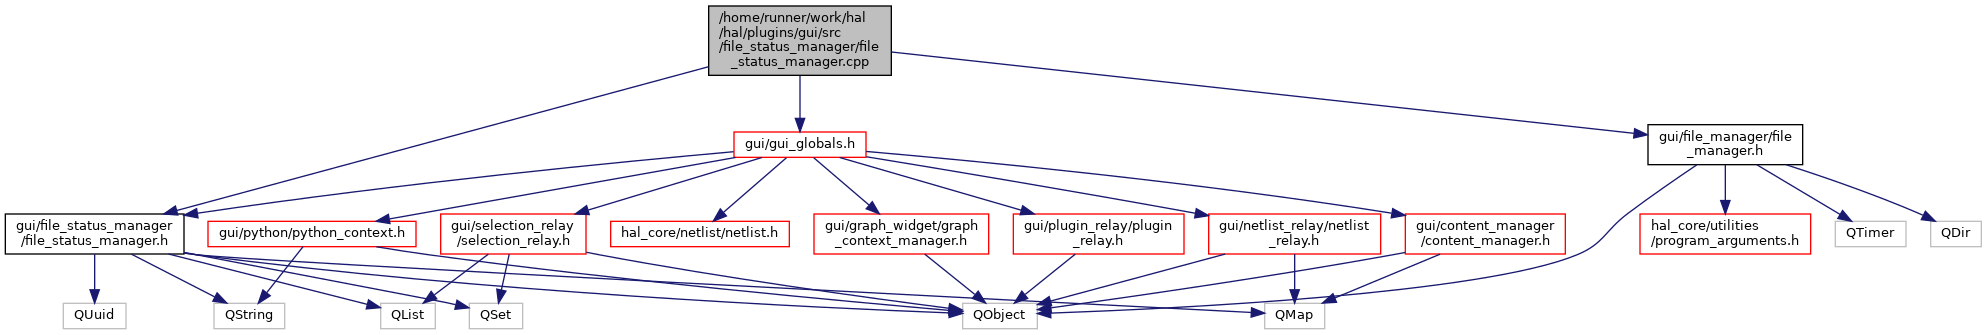 /home/runner/work/hal
/hal/plugins/gui/src
/file_status_manager/file
_status_manager.cpp
gui/gui_globals.h
gui/file_manager/file
_manager.h
gui/file_status_manager
/file_status_manager.h
gui/python/python_context.h
gui/selection_relay
/selection_relay.h
hal_core/netlist/netlist.h
gui/graph_widget/graph
_context_manager.h
gui/plugin_relay/plugin
_relay.h
gui/netlist_relay/netlist
_relay.h
gui/content_manager
/content_manager.h
hal_core/utilities
/program_arguments.h
QTimer
QDir
QUuid
QString
QList
QSet
QObject
QMap